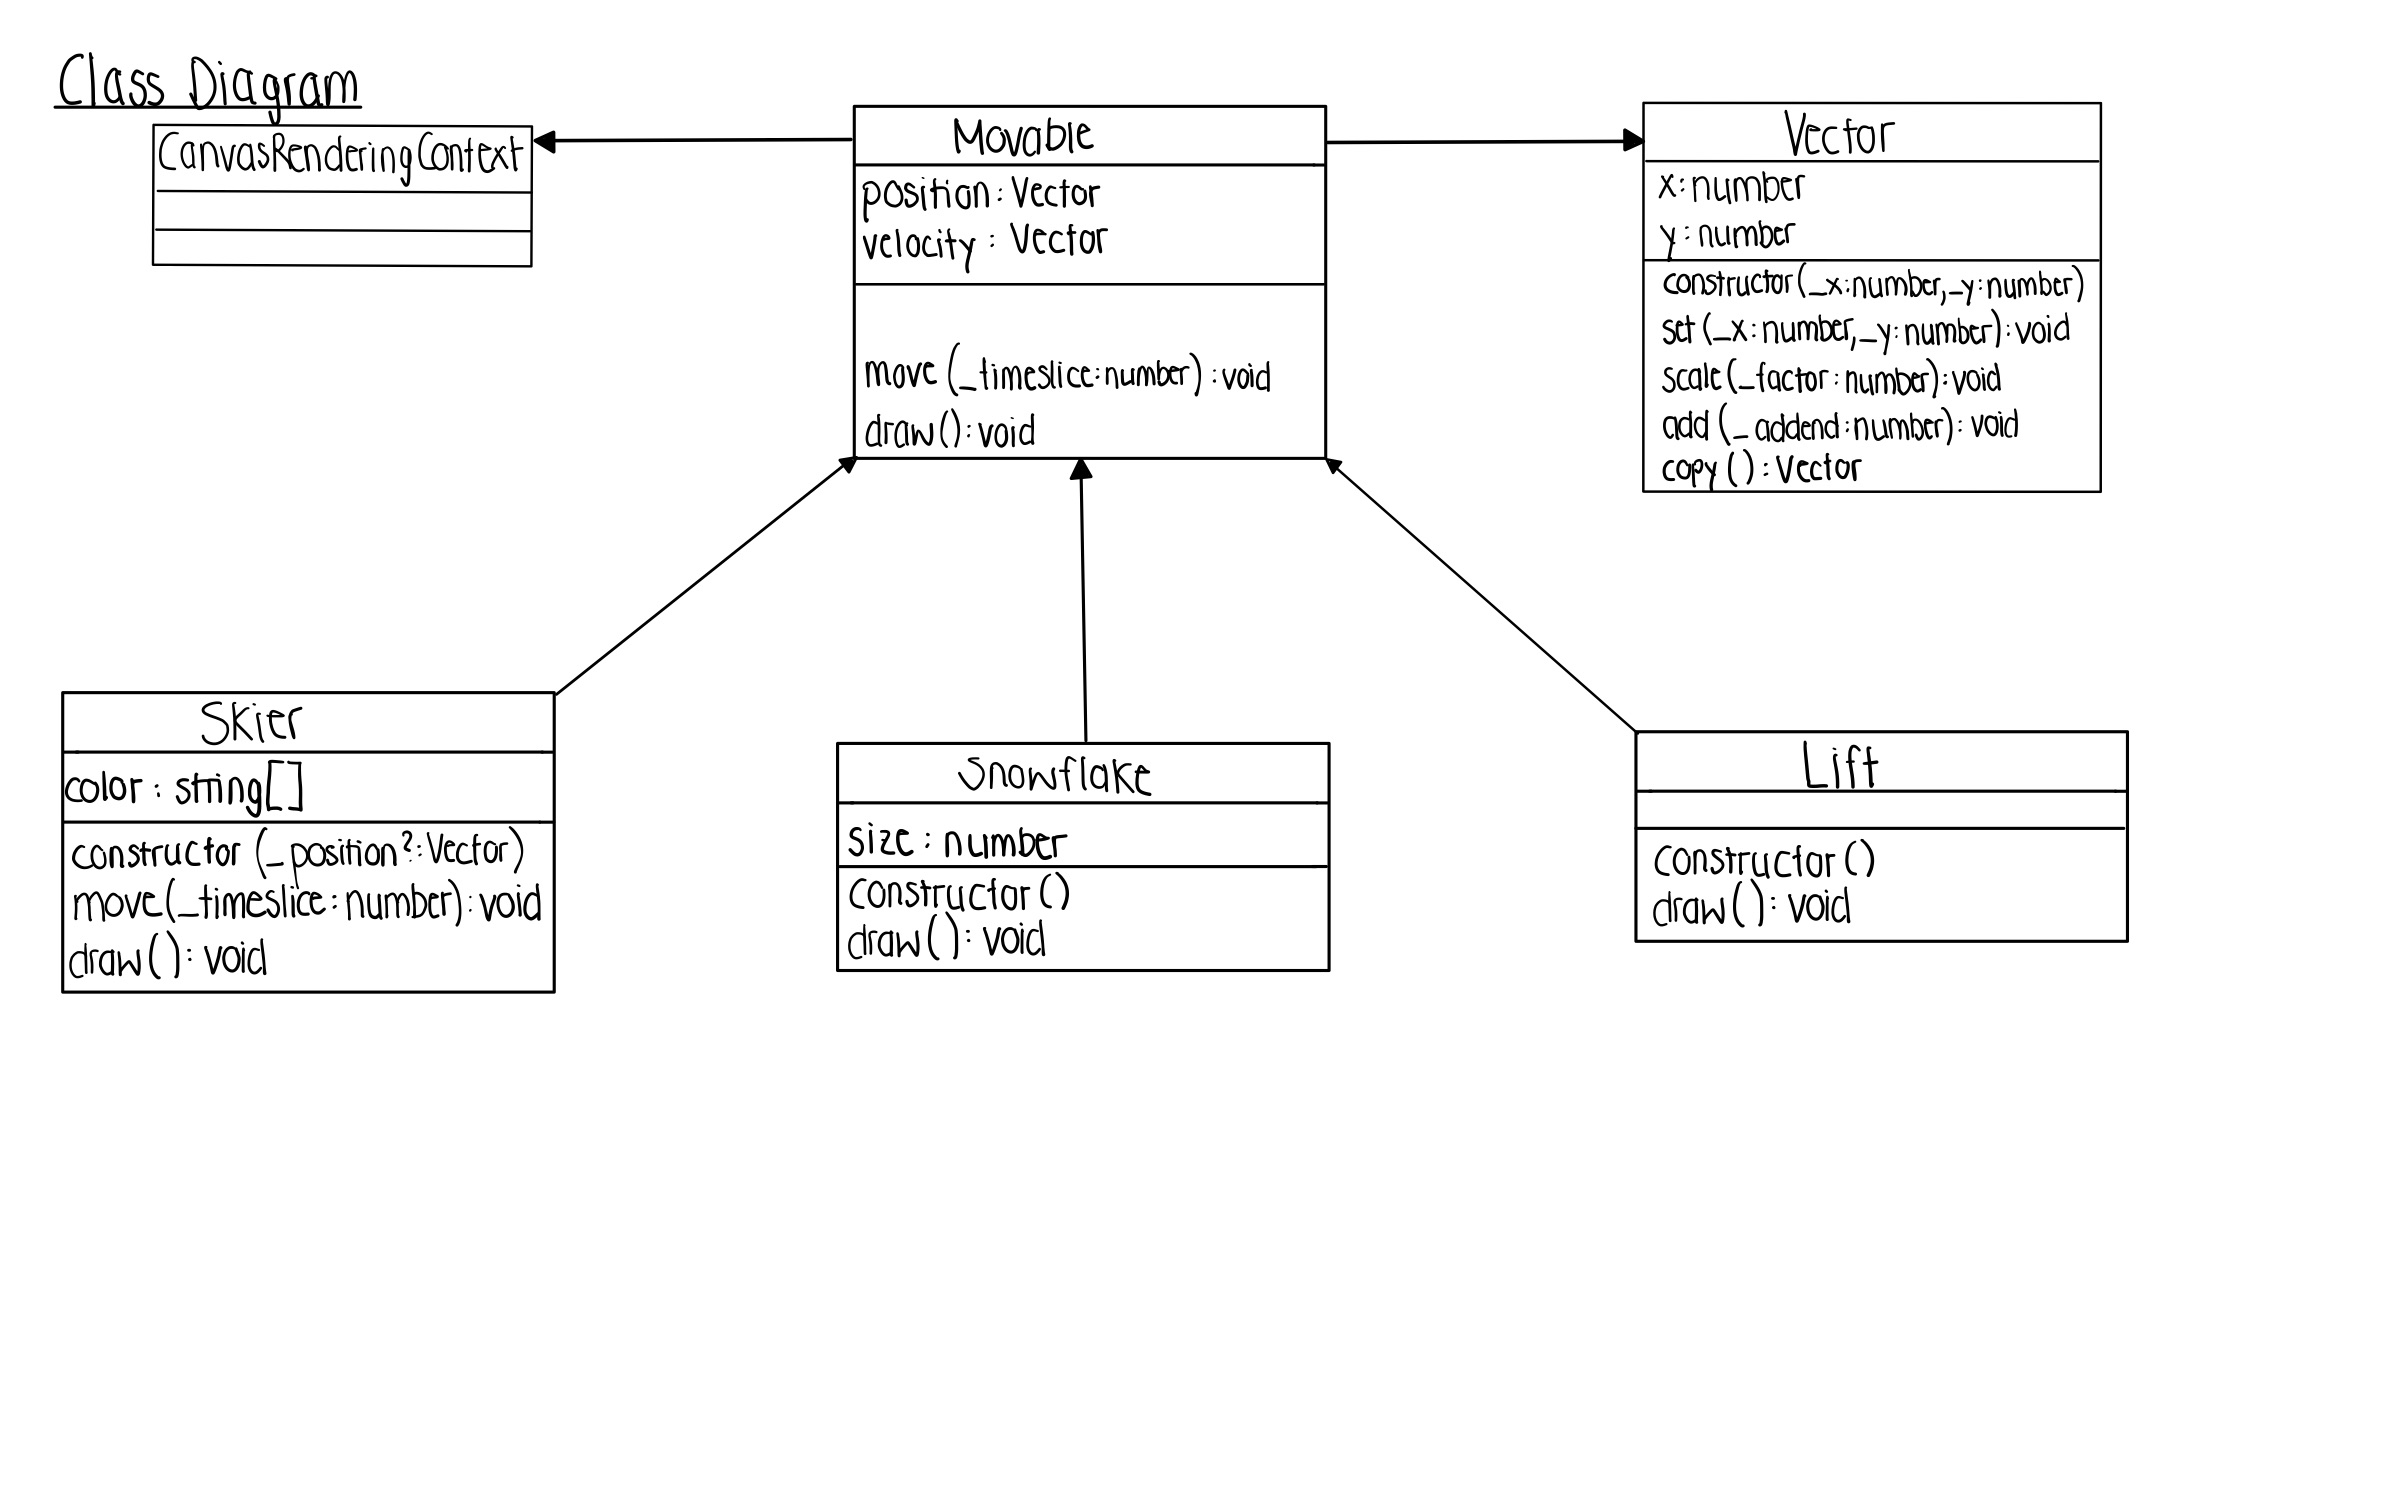 Class Diagram
CanvasRenderingContext
Movable
position: Vector
velocity: Vector
move(_timeslice:number):void
draw():void
Vector
x:number
y:number
constructor(_x:number,_y:number)
set(_x:number,_y:number):void
scale(_factor:number):void
add(_addend:number):void
copy():Vector
Skier
color: string[]
constructor(_position?:Vector)
move(_timeslice:number):void
draw():void
Snowflake
size: number
constructor()
draw():void
Lift
constructor()
draw():void